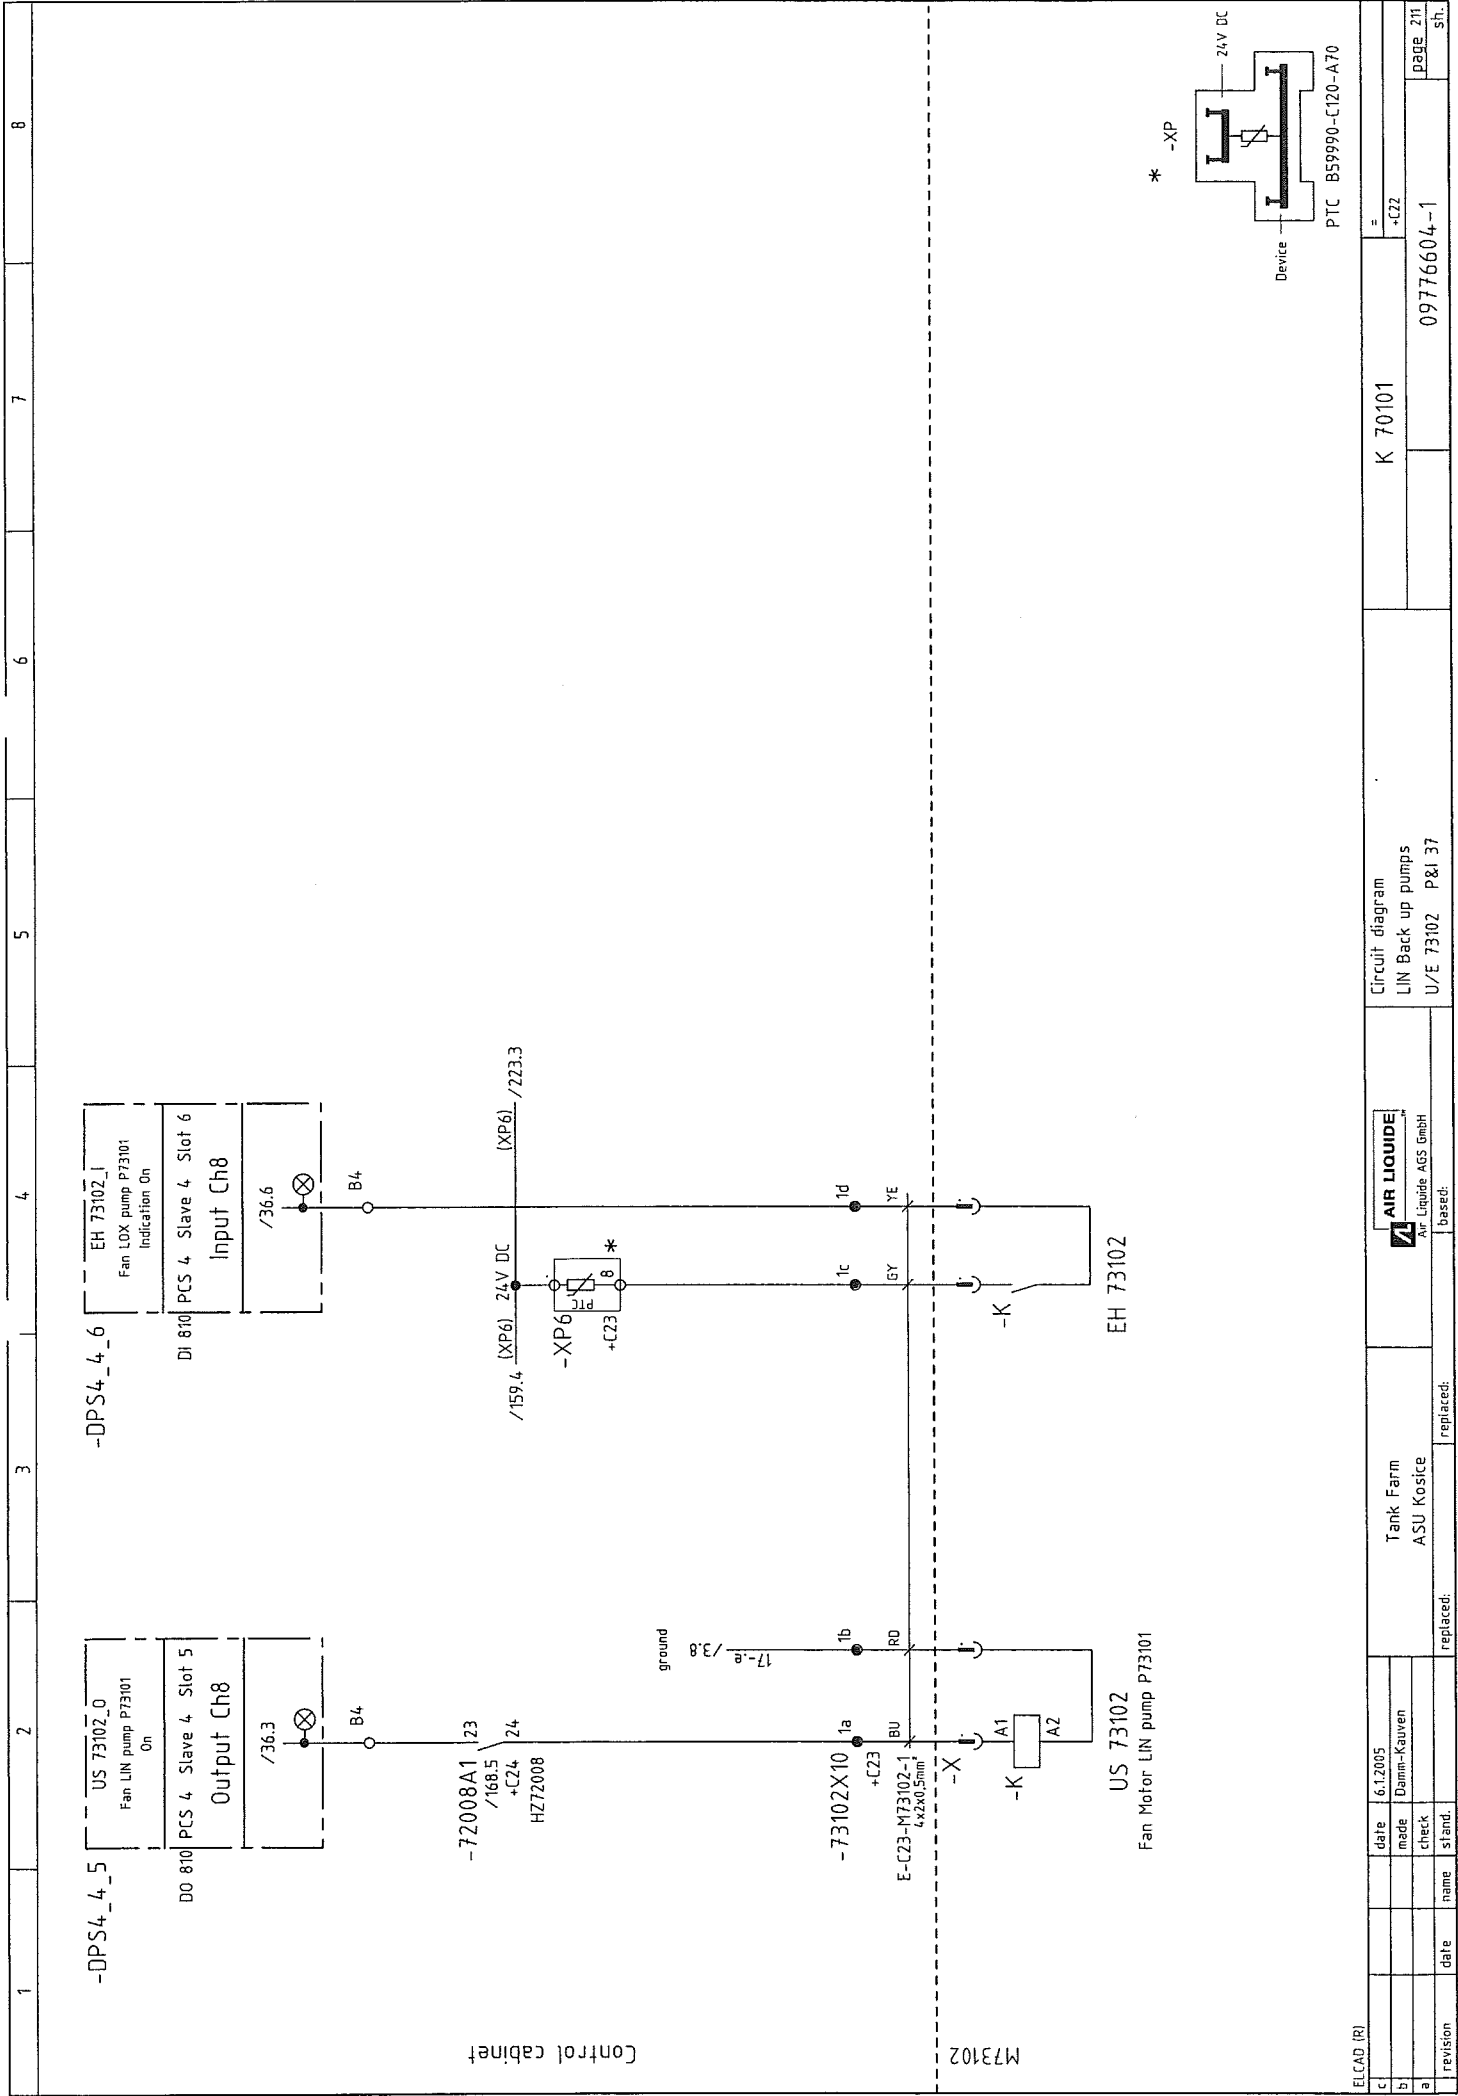 1 2 3 4 5 6 7 8
-DPS4_4_5
US 73102_O
Fan LIN pump P73101
On
DO 810 PCS 4 Slave 4 Slot 5
Output Ch8
/36.3
B4
-DPS4_4_6
EH 73102_I
Fan LOX pump P73101
Indication On
DI 810 PCS 4 Slave 4 Slot 6
Input Ch8
/36.6
B4
-72008A1
23
24
/168.5
+C24
HZ72008
/159.4 (XP6) 24V DC (XP6) /223.3
-XP6
PTC
8
*
+C23
Control cabinet
ground
/3.8
17-.e
-73102X10
+C23
1a
1b
1c
1d
E-C23-M73102-1
4x2x0,5mm²
BU
RD
GY
YE
M73102
-X
-K
A1
A2
-K
US 73102
Fan Motor LIN pump P73101
EH 73102
*
-XP
24V DC
Device
PTC B59990-C120-A70
ELCAD (R)
c
b
a
revision
date
name
date 6.1.2005
made Damm-Kauven
check
stand.
Tank Farm
ASU Kosice
replaced:
replaced:
AIR LIQUIDE
™
Air Liquide AGS GmbH
based:
Circuit diagram
LIN Back up pumps
U/E 73102 P&I 37
K 70101
=
+C22
09776604-1
page 211
sh.